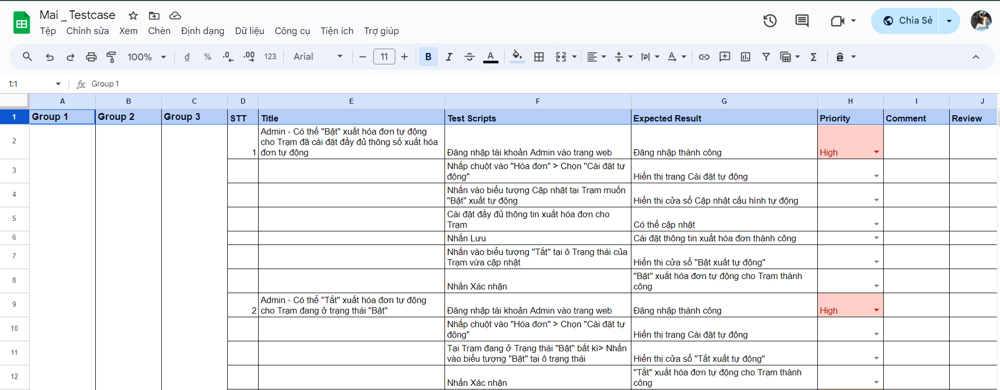 Mai _ Testcase
Tệp Chỉnh sửa Xem Chèn Định dạng Dữ liệu Công cụ Tiện ích Trợ giúp
Chia Sẻ
100% đ % .0 .00 123 Arial 11 B I A A Σ ê
1:1 fx Group 1
A B C D E F G H I J
1 Group 1 Group 2 Group 3 STT Title Test Scripts Expected Result Priority Comment Review
2
1
Admin - Có thể "Bật" xuất hóa đơn tự động
cho Trạm đã cài đặt đầy đủ thông số xuất hóa
đơn tự động
Đăng nhập tài khoản Admin vào trang web
Đăng nhập thành công
High
3
Nhấp chuột vào "Hóa đơn" > Chọn "Cài đặt tự
động"
Hiển thị trang Cài đặt tự động
4
Nhấn vào biểu tượng Cập nhật tại Trạm muốn
"Bật" xuất tự động
Hiển thị cửa sổ Cập nhật cấu hình tự động
5
Cài đặt đầy đủ thông tin xuất hóa đơn cho
Trạm
Có thể cập nhật
6
Nhấn Lưu
Cài đặt thông tin xuất hóa đơn thành công
7
Nhấn vào biểu tượng "Tắt" tại ô Trạng thái của
Trạm vừa cập nhật
Hiển thị cửa sổ "Bật xuất tự động"
8
Nhấn Xác nhận
"Bật" xuất hóa đơn tự động cho Trạm thành
công
9
2
Admin - Có thể "Tắt" xuất hóa đơn tự động
cho Trạm đang ở trạng thái "Bật"
Đăng nhập tài khoản Admin vào trang web
Đăng nhập thành công
High
10
Nhấp chuột vào "Hóa đơn" > Chọn "Cài đặt tự
động"
Hiển thị trang Cài đặt tự động
11
Tại Trạm đang ở Trạng thái "Bật" bất kì> Nhấn
vào biểu tượng "Bật" tại ô trạng thái
Hiển thị cửa sổ "Tắt xuất tự động"
12
Nhấn Xác nhận
"Tắt" xuất hóa đơn tự động cho Trạm thành
công